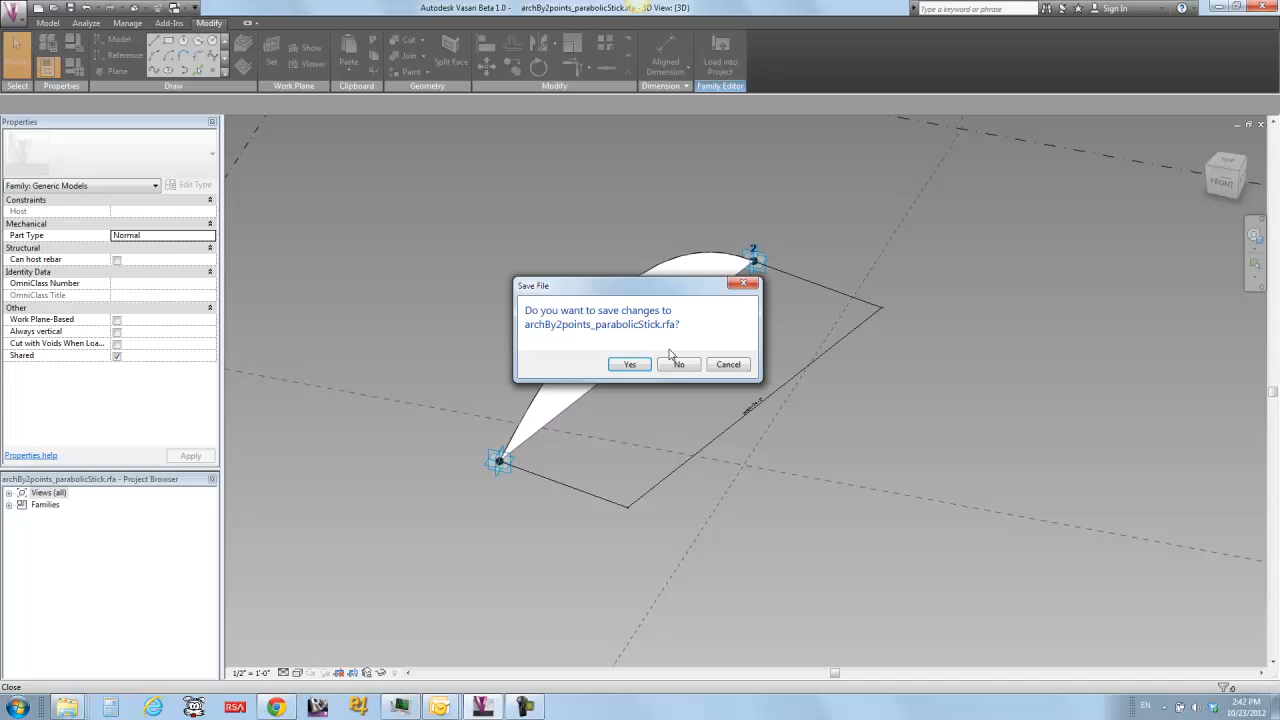 Autodesk Vasari Beta 1.0 - archBy2points_parabolicStick.rfa - 3D View: {3D}
Type a keyword or phrase
Sign In
Model Analyze Manage Add-Ins Modify
Model
Reference
Plane
Set
Show
Viewer
Paste
Cut
Join
Paint
Split Face
Aligned
Dimension
Load into
Project
Select Properties Draw Work Plane Clipboard Geometry Modify Dimension Family Editor
Properties
Family: Generic Models
Edit Type
Constraints
Host
Mechanical
Part Type Normal
Structural
Can host rebar
Identity Data
OmniClass Number
OmniClass Title
Other
Work Plane-Based
Always vertical
Cut with Voids When Loa...
Shared
Properties help
Apply
archBy2points_parabolicStick.rfa - Project Browser
Views (all)
Families
TOP
FRONT
2
Save File
Do you want to save changes to
archBy2points_parabolicStick.rfa?
Yes
No
Cancel
1/2" = 1'-0"
Close
:0
RSA
EN
2:42 PM
10/23/2012